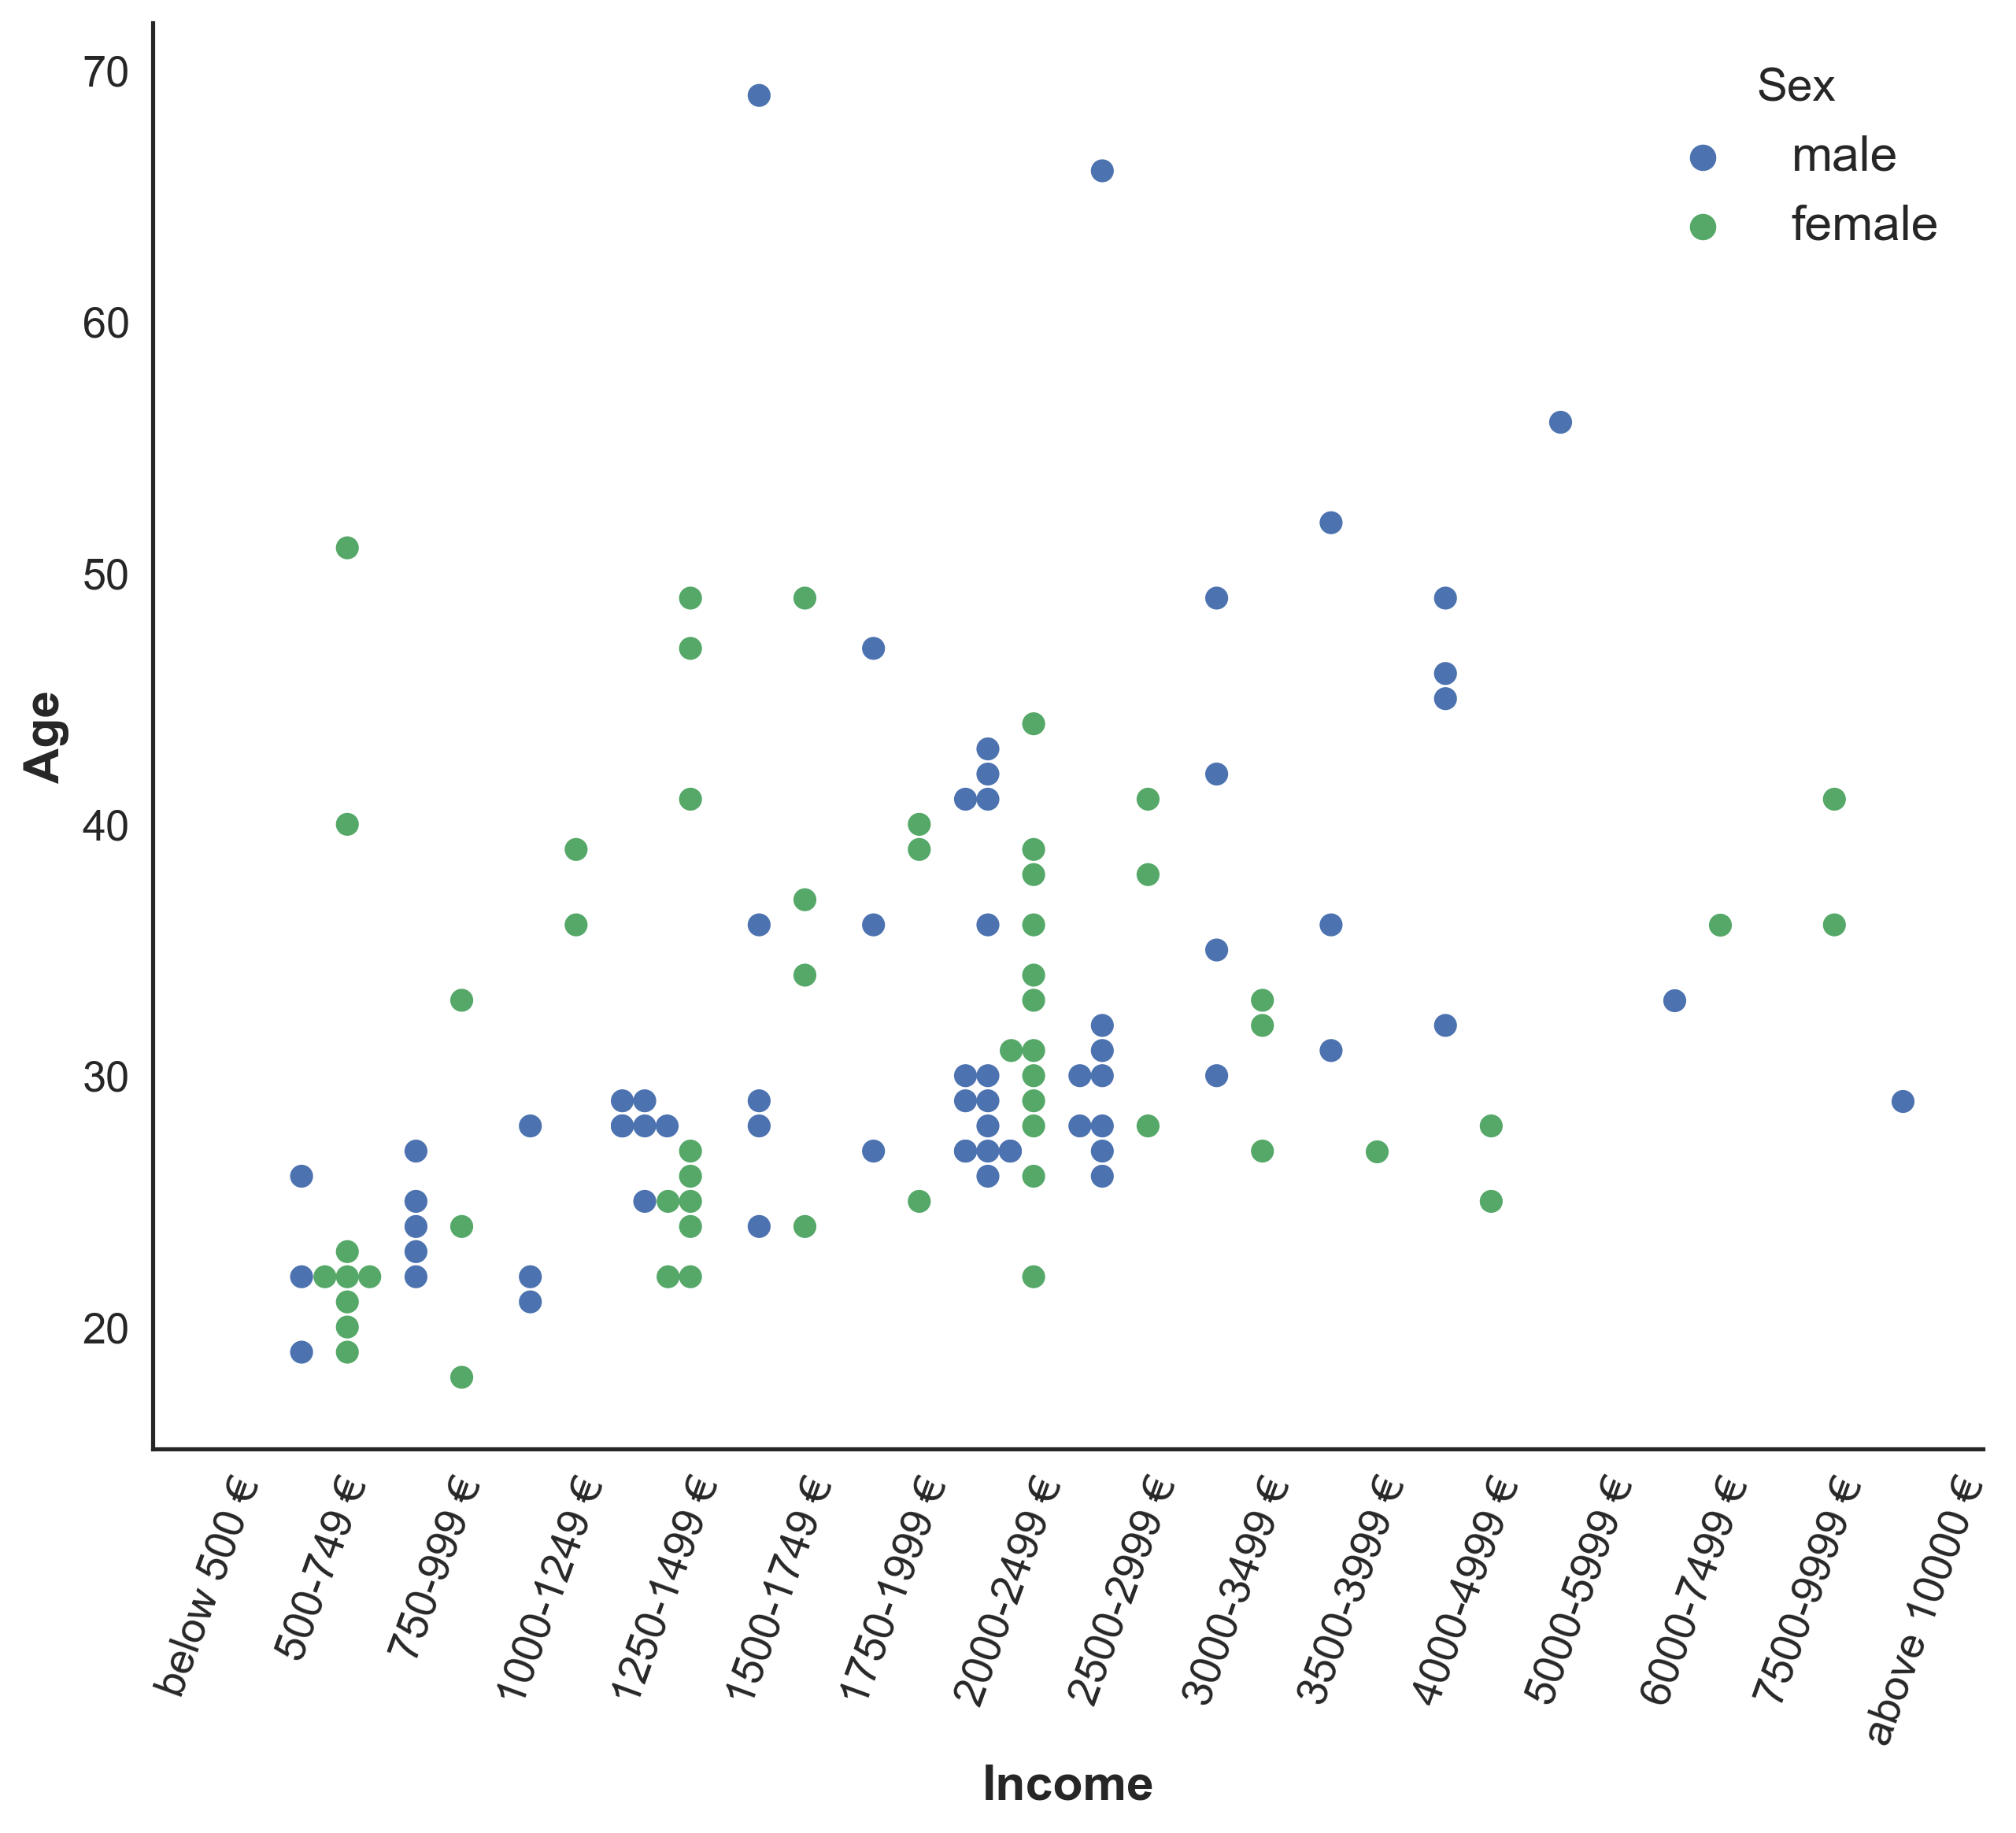 Sex
male
female
Age
70
60
50
40
30
20
below 500 €
500-749 €
750-999 €
1000-1249 €
1250-1499 €
1500-1749 €
1750-1999 €
2000-2499 €
2500-2999 €
3000-3499 €
3500-3999 €
4000-4999 €
5000-5999 €
6000-7499 €
7500-9999 €
above 10000 €
Income